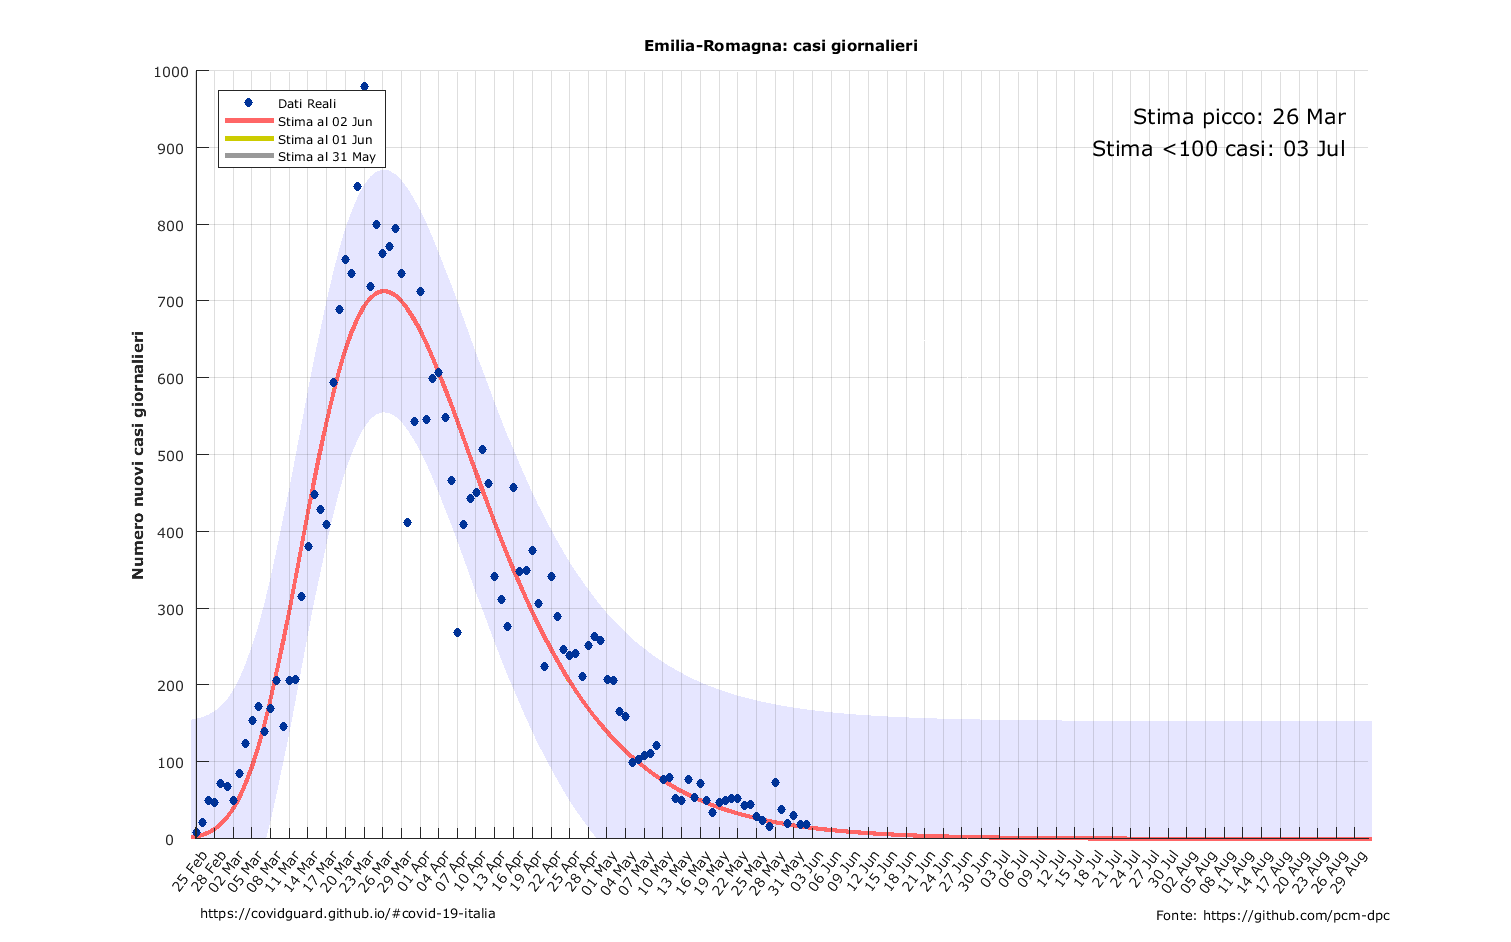 Emilia-Romagna: casi giornalieri
1000
900
800
700
600
500
400
300
200
100
0
Numero nuovi casi giornalieri
Dati Reali
Stima al 02 Jun
Stima al 01 Jun
Stima al 31 May
Stima picco: 26 Mar
Stima <100 casi: 03 Jul
25 Feb
28 Feb
02 Mar
05 Mar
08 Mar
11 Mar
14 Mar
17 Mar
20 Mar
23 Mar
26 Mar
29 Mar
01 Apr
04 Apr
07 Apr
10 Apr
13 Apr
16 Apr
19 Apr
22 Apr
25 Apr
28 Apr
01 May
04 May
07 May
10 May
13 May
16 May
19 May
22 May
25 May
28 May
31 May
03 Jun
06 Jun
09 Jun
12 Jun
15 Jun
18 Jun
21 Jun
24 Jun
27 Jun
30 Jun
03 Jul
06 Jul
09 Jul
12 Jul
15 Jul
18 Jul
21 Jul
24 Jul
27 Jul
30 Jul
02 Aug
05 Aug
08 Aug
11 Aug
14 Aug
17 Aug
20 Aug
23 Aug
26 Aug
29 Aug
https://covidguard.github.io/#covid-19-italia
Fonte: https://github.com/pcm-dpc